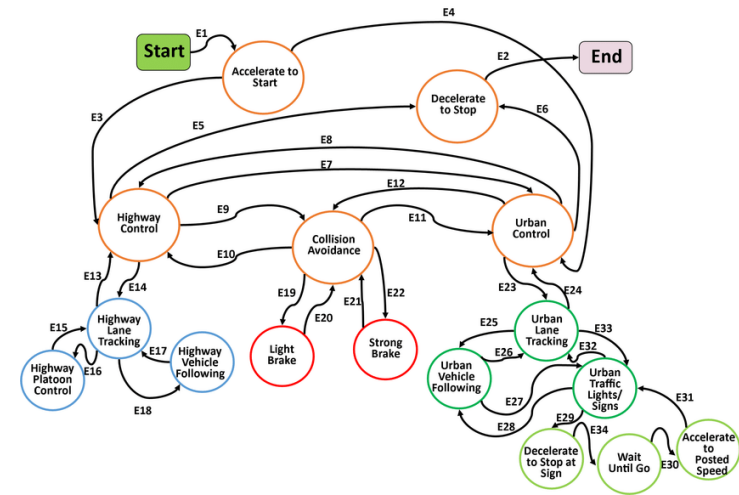 E4
E1
Start
E2
End
Accelerate to
Start
Decelerate
to Stop
E3
E5
E6
E8
E7
E12
Highway
Control
E9
E11
Urban
Control
Collision
Avoidance
E10
E13
E14
E19
E20
E21
E22
E23
E24
Highway
Lane
Tracking
E15
E16
E17
E18
Highway
Platoon
Control
Highway
Vehicle
Following
Light
Brake
Strong
Brake
Urban
Lane
Tracking
E25
E26
E33
E32
Urban
Vehicle
Following
Urban
Traffic
Lights/
Signs
E27
E28
E29
E34
E31
E30
Decelerate
to Stop at
Sign
Wait
Until Go
Accelerate
to
Posted
Speed